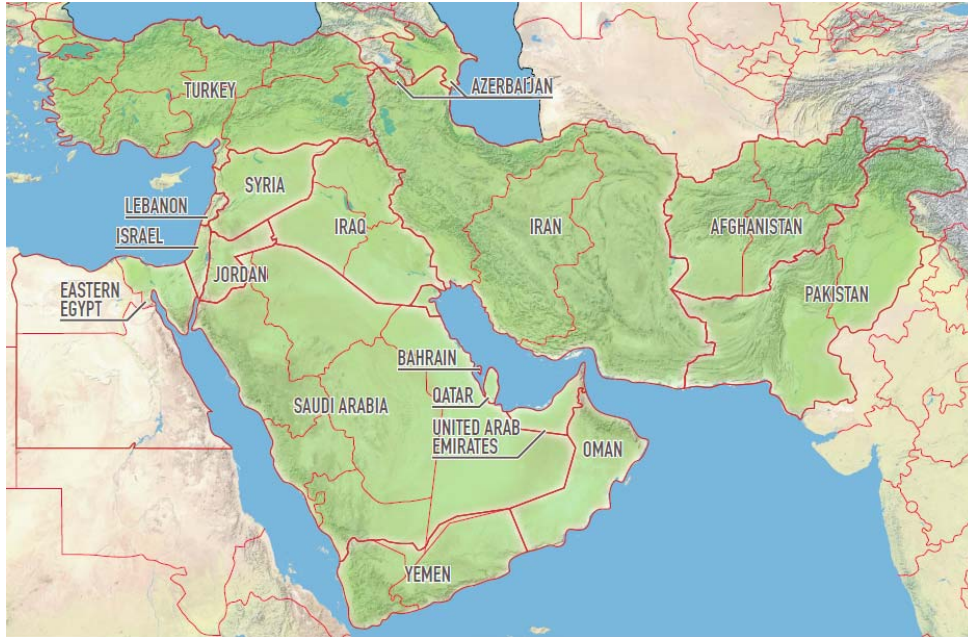 TURKEY
AZERBAIJAN
SYRIA
LEBANON
IRAQ
IRAN
AFGHANISTAN
ISRAEL
JORDAN
EASTERN
EGYPT
PAKISTAN
BAHRAIN
QATAR
SAUDI ARABIA
UNITED ARAB
EMIRATES
OMAN
YEMEN